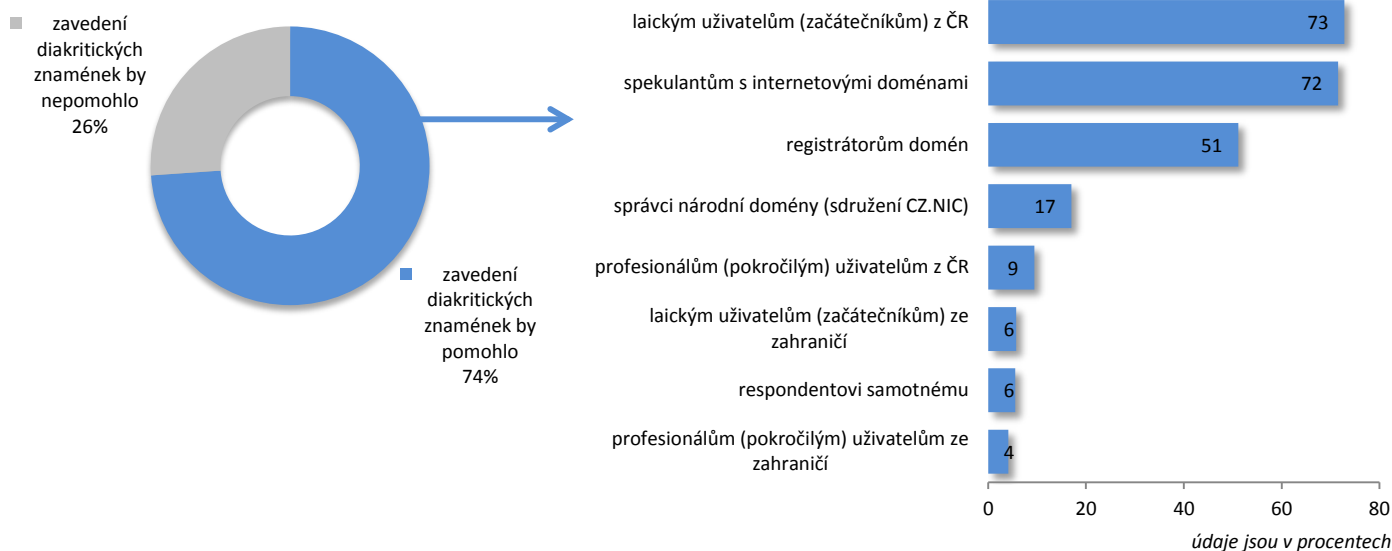 zavedení
diakritických
znamének by
nepomohlo
26%
zavedení
diakritických
znamének by
pomohlo
74%
laickým uživatelům (začátečníkům) z ČR
73
spekulantům s internetovými doménami
72
registrátorům domén
51
správci národní domény (sdružení CZ.NIC)
17
profesionálům (pokročilým) uživatelům z ČR
9
laickým uživatelům (začátečníkům) ze
zahraničí
6
respondentovi samotnému
6
profesionálům (pokročilým) uživatelům ze
zahraničí
4
0 20 40 60 80
údaje jsou v procentech